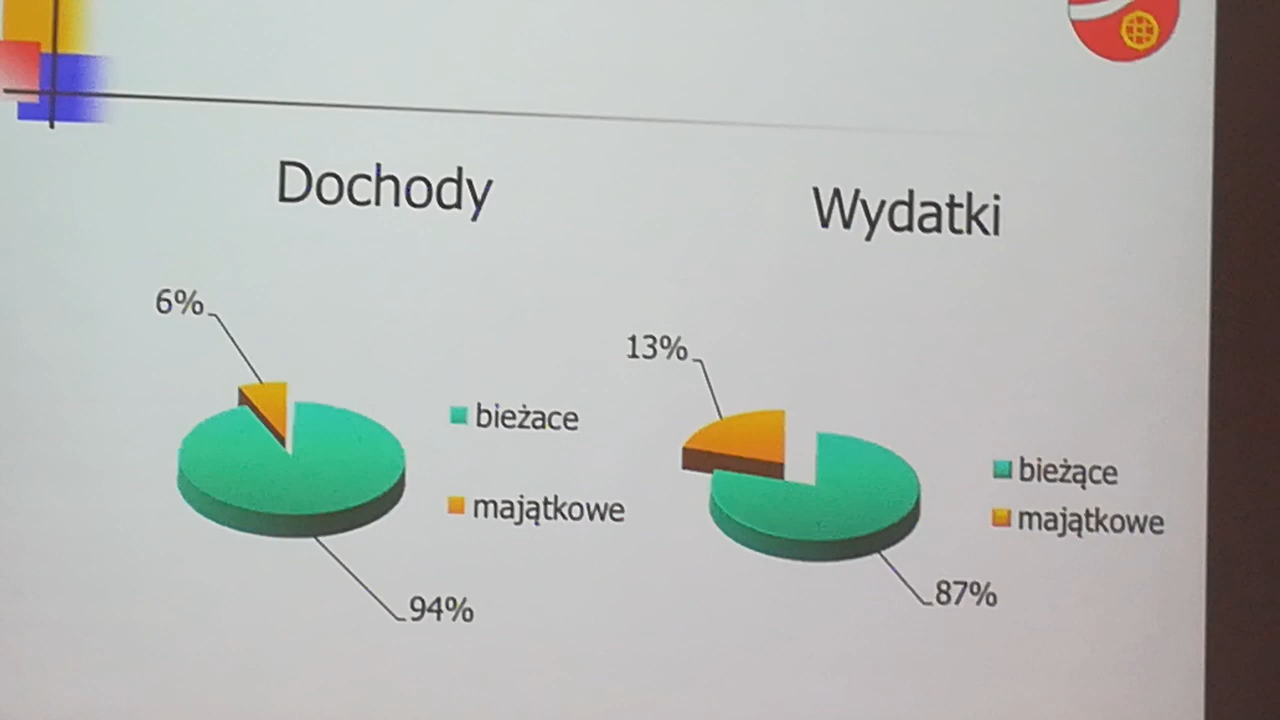 Dochody
Wydatki
6%
13%
bieżace
bieżące
majątkowe
majątkowe
87%
94%